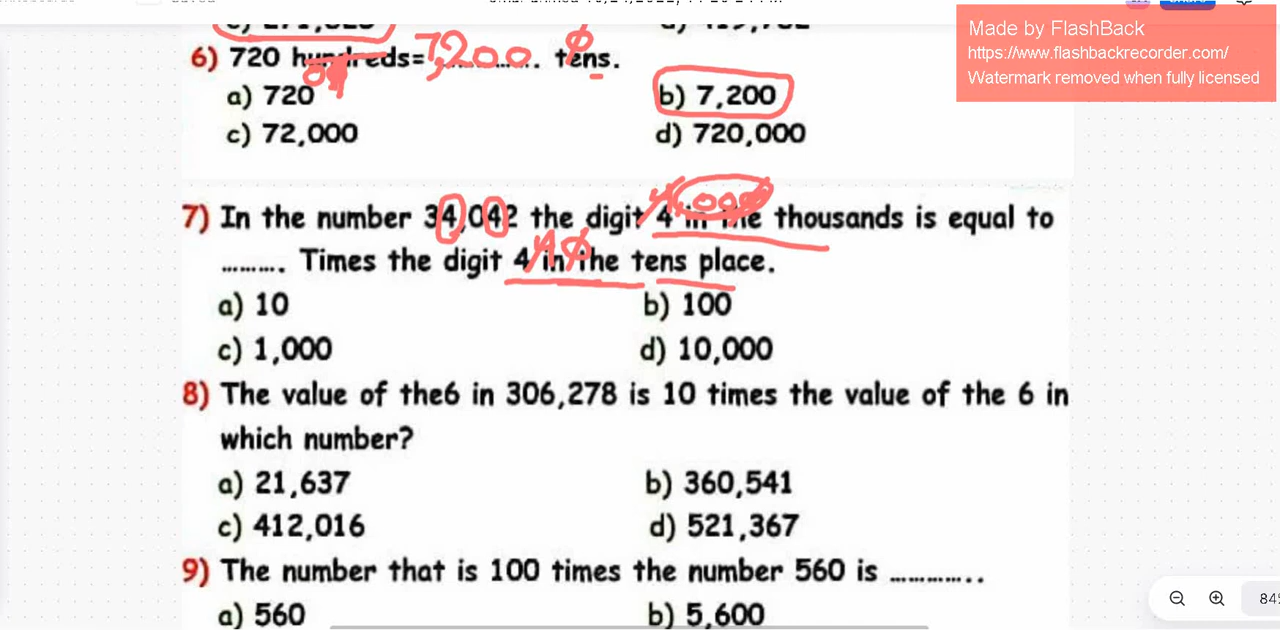 Made by FlashBack
https://www.flashbackrecorder.com/
Watermark removed when fully licensed
6) 720 hundreds= 7,200 tens.
a) 720
b) 7,200
c) 72,000
d) 720,000
7) In the number 34,042 the digit 4 in the thousands is equal to
.......... Times the digit 4 in the tens place.
a) 10
b) 100
c) 1,000
d) 10,000
8) The value of the6 in 306,278 is 10 times the value of the 6 in
which number?
a) 21,637
b) 360,541
c) 412,016
d) 521,367
9) The number that is 100 times the number 560 is .............
a) 560
b) 5,600